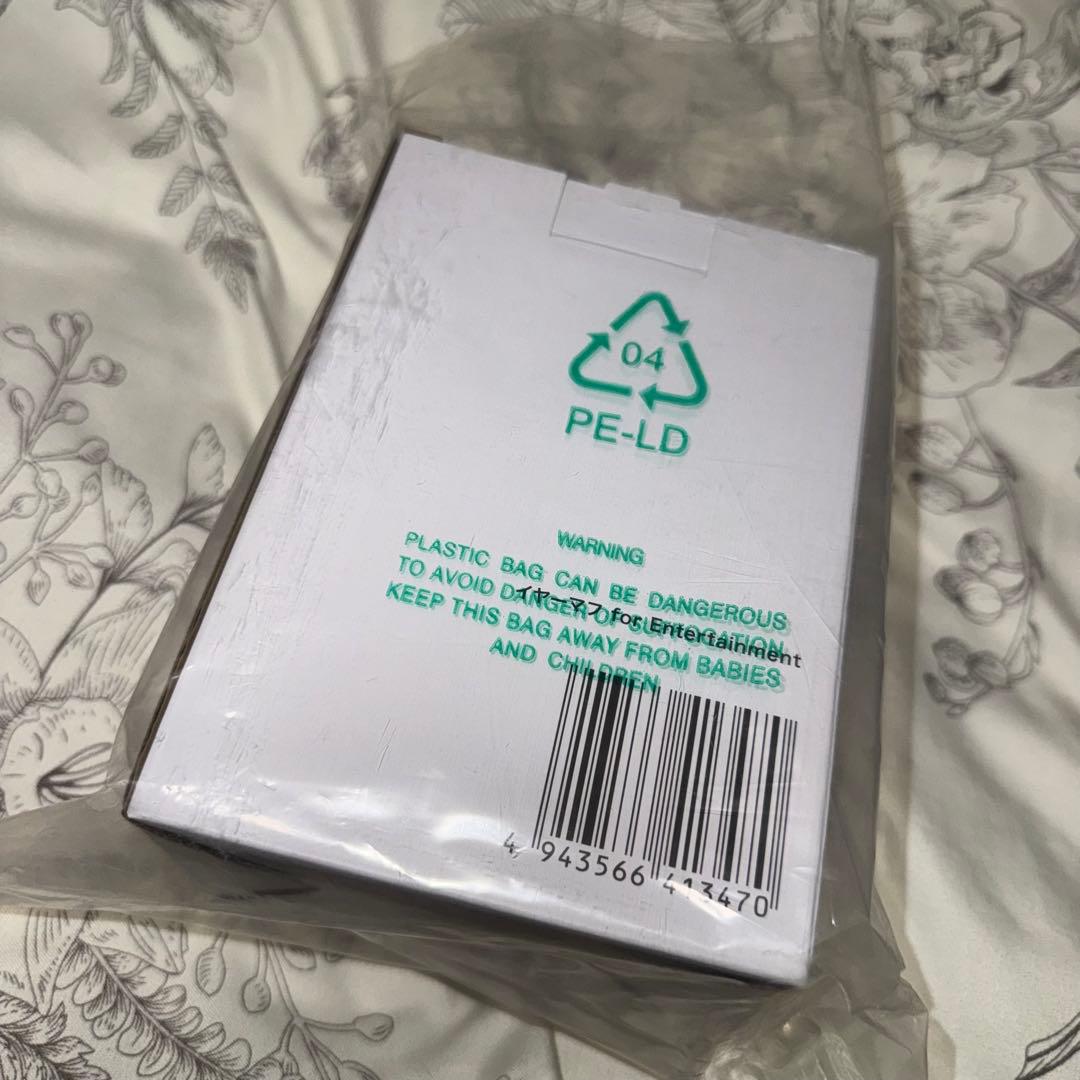 04
PE-LD
WARNING
PLASTIC BAG CAN BE DANGEROUS
TO AVOID DANGER OF SUFFOCATION
KEEP THIS BAG AWAY FROM BABIES
AND CHILDREN
イヤーマフ for Entertainment
4 943566 413470